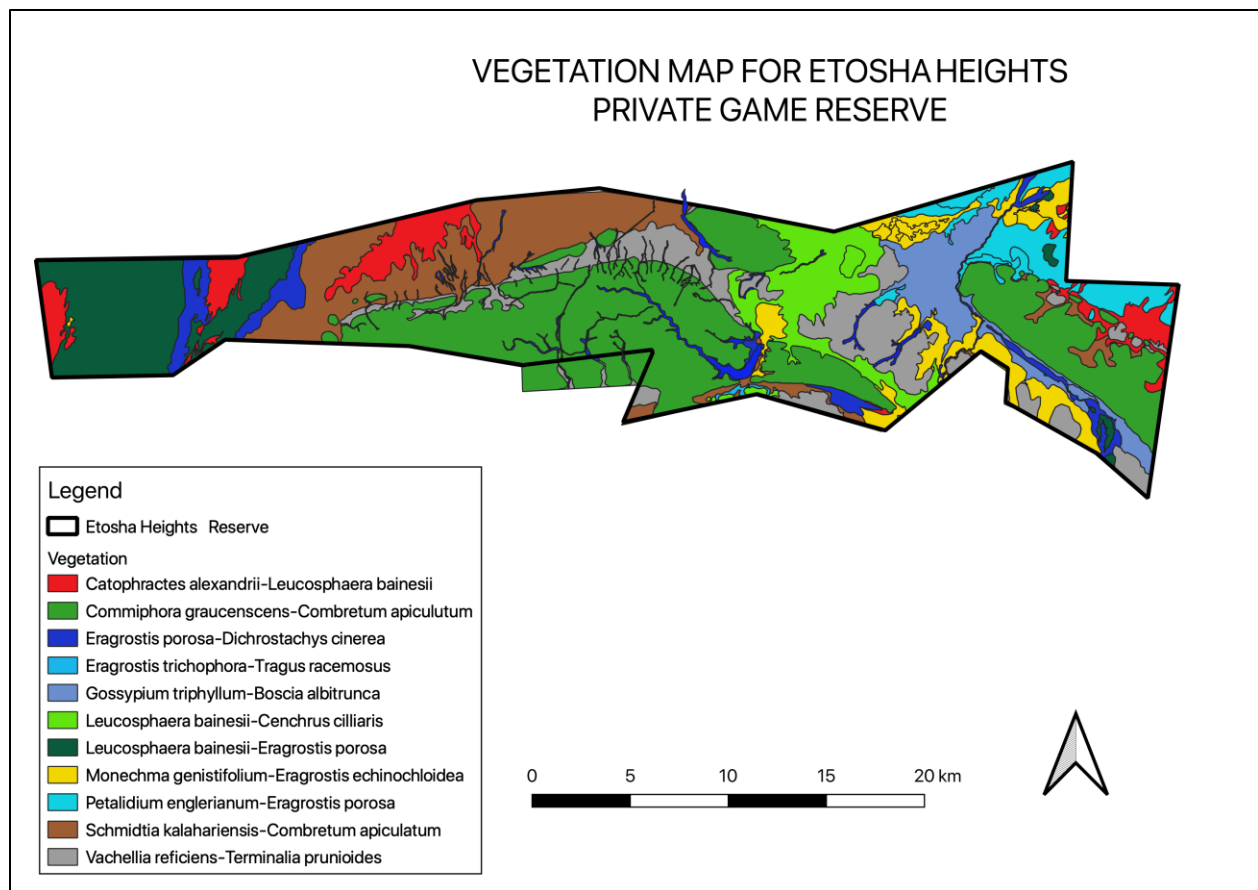 VEGETATION MAP FOR ETOSHA HEIGHTS
PRIVATE GAME RESERVE
Legend
Etosha Heights Reserve
Vegetation
Catophractes alexandrii-Leucosphaera bainesii
Commiphora graucenscens-Combretum apiculutum
Eragrostis porosa-Dichrostachys cinerea
Eragrostis trichophora-Tragus racemosus
Gossypium triphyllum-Boscia albitrunca
Leucosphaera bainesii-Cenchrus cilliaris
Leucosphaera bainesii-Eragrostis porosa
Monechma genistifolium-Eragrostis echinochloidea
Petalidium englerianum-Eragrostis porosa
Schmidtia kalahariensis-Combretum apiculatum
Vachellia reficiens-Terminalia prunioides
0 5 10 15 20 km